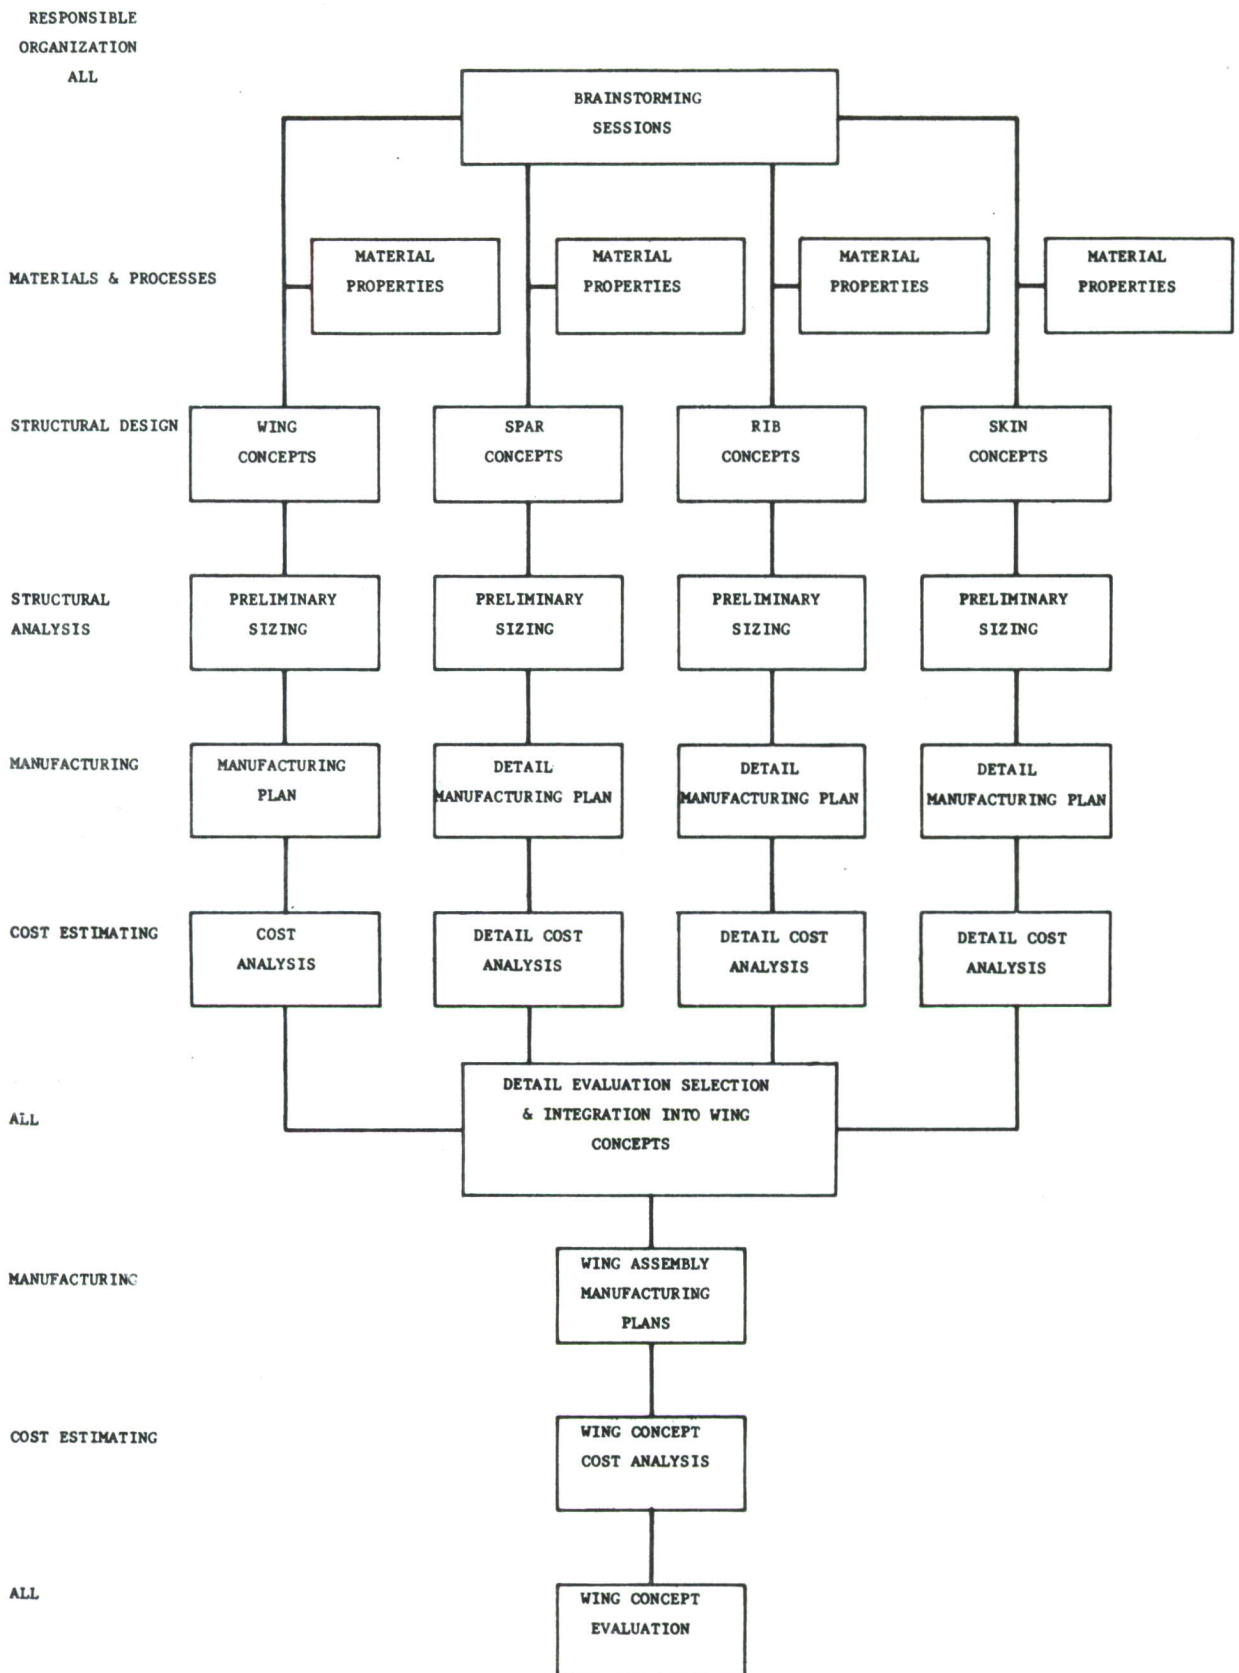 RESPONSIBLE
ORGANIZATION
ALL
BRAINSTORMING
SESSIONS
MATERIALS & PROCESSES
MATERIAL
PROPERTIES
MATERIAL
PROPERTIES
MATERIAL
PROPERTIES
MATERIAL
PROPERTIES
STRUCTURAL DESIGN
WING
CONCEPTS
SPAR
CONCEPTS
RIB
CONCEPTS
SKIN
CONCEPTS
STRUCTURAL
ANALYSIS
PRELIMINARY
SIZING
PRELIMINARY
SIZING
PRELIMINARY
SIZING
PRELIMINARY
SIZING
MANUFACTURING
MANUFACTURING
PLAN
DETAIL
MANUFACTURING PLAN
DETAIL
MANUFACTURING PLAN
DETAIL
MANUFACTURING PLAN
COST ESTIMATING
COST
ANALYSIS
DETAIL COST
ANALYSIS
DETAIL COST
ANALYSIS
DETAIL COST
ANALYSIS
ALL
DETAIL EVALUATION SELECTION
& INTEGRATION INTO WING
CONCEPTS
MANUFACTURING
WING ASSEMBLY
MANUFACTURING
PLANS
COST ESTIMATING
WING CONCEPT
COST ANALYSIS
ALL
WING CONCEPT
EVALUATION